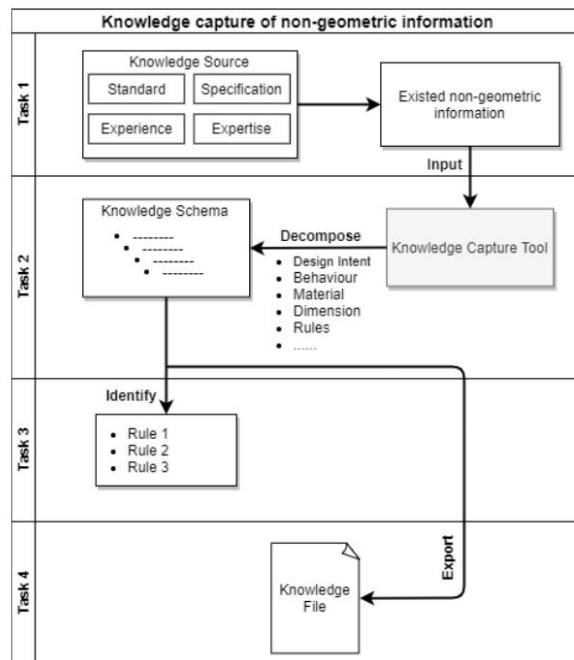 Knowledge capture of non-geometric information
Task 1
Knowledge Source
Standard
Specification
Experience
Expertise
Existed non-geometric
information
Input
Task 2
Knowledge Schema
• --------
• --------
• --------
• --------
Decompose
• Design Intent
• Behaviour
• Material
• Dimension
• Rules
• ......
Knowledge Capture Tool
Task 3
Identify
• Rule 1
• Rule 2
• Rule 3
Task 4
Knowledge
File
Export